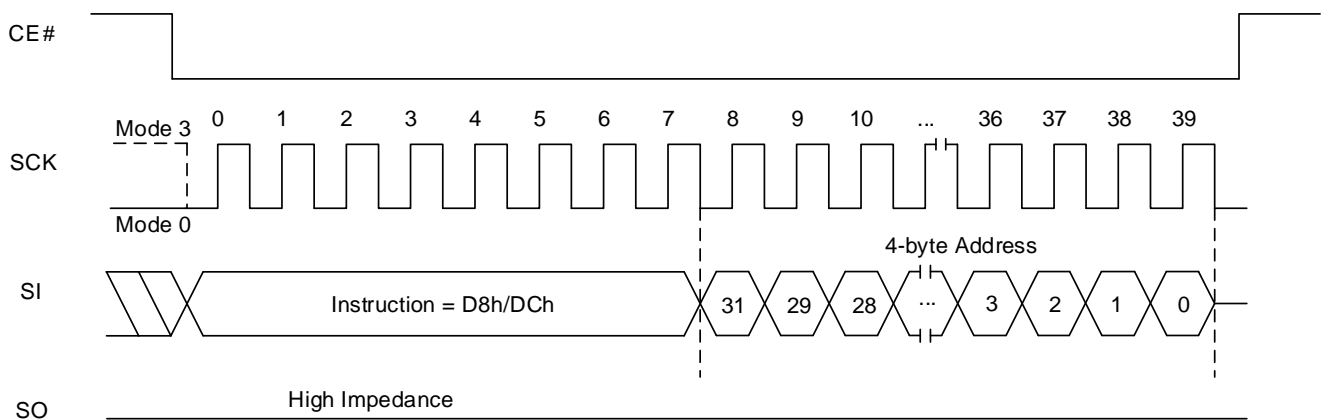 CE#
0 1 2 3 4 5 6 7 8 9 10 ... 36 37 38 39
Mode 3
SCK
Mode 0
4-byte Address
SI
Instruction = D8h/DCh 31 29 28 ... 3 2 1 0
High Impedance
SO